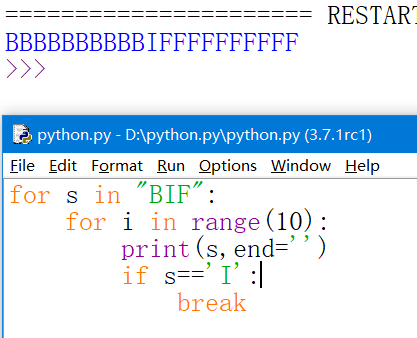 ====================== RESTART
BBBBBBBBBBIFFFFFFFFFF
>>>
python.py - D:\python.py\python.py (3.7.1rc1)
File Edit Format Run Options Window Help
for s in "BIF":
    for i in range(10):
        print(s,end='')
        if s=='I':
            break